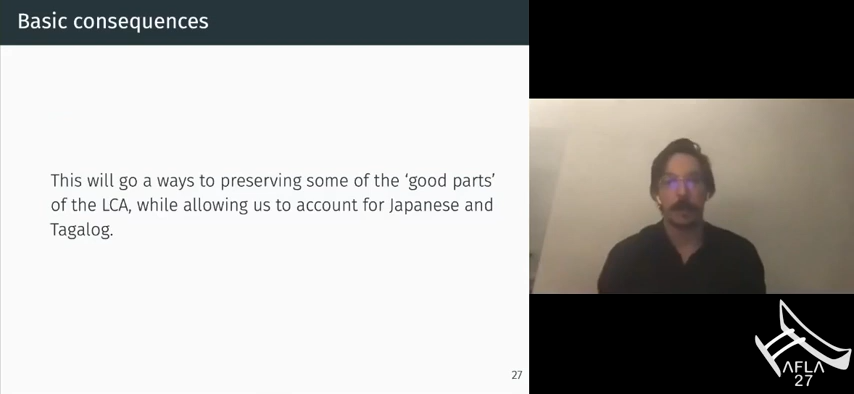 Basic consequences
This will go a ways to preserving some of the ‘good parts’
of the LCA, while allowing us to account for Japanese and
Tagalog.
27
AFLA
27